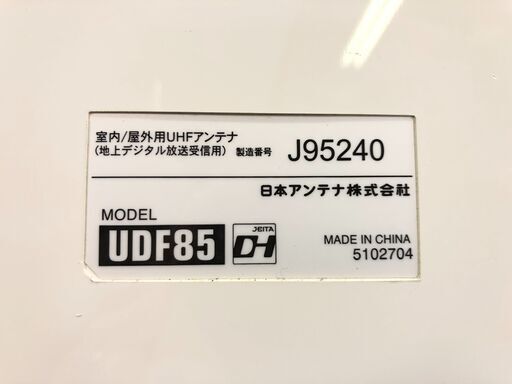 室内/屋外用UHFアンテナ
(地上デジタル放送受信用) 製造番号 J95240
日本アンテナ株式会社
MODEL
UDF85
JEITA
DH
MADE IN CHINA
5102704